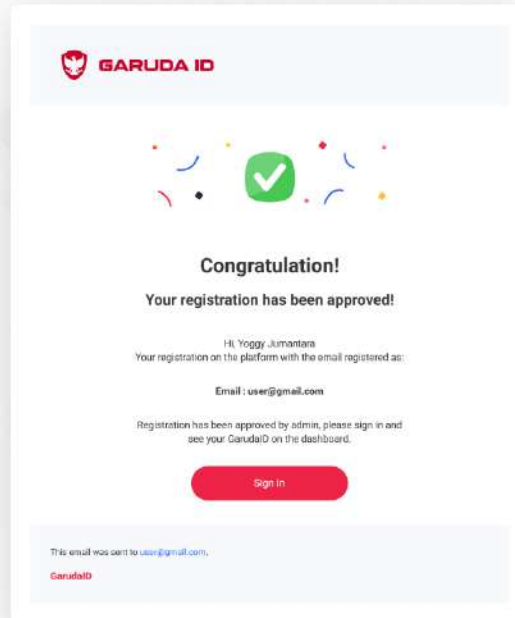 GARUDA ID
Congratulation!
Your registration has been approved!
Hi, Yoggy Jumantara
Your registration on the platform with the email registered as:
Email : user@gmail.com
Registration has been approved by admin, please sign in and
see your GarudaID on the dashboard.
Sign In
This email was sent to user@gmail.com.
GarudaID